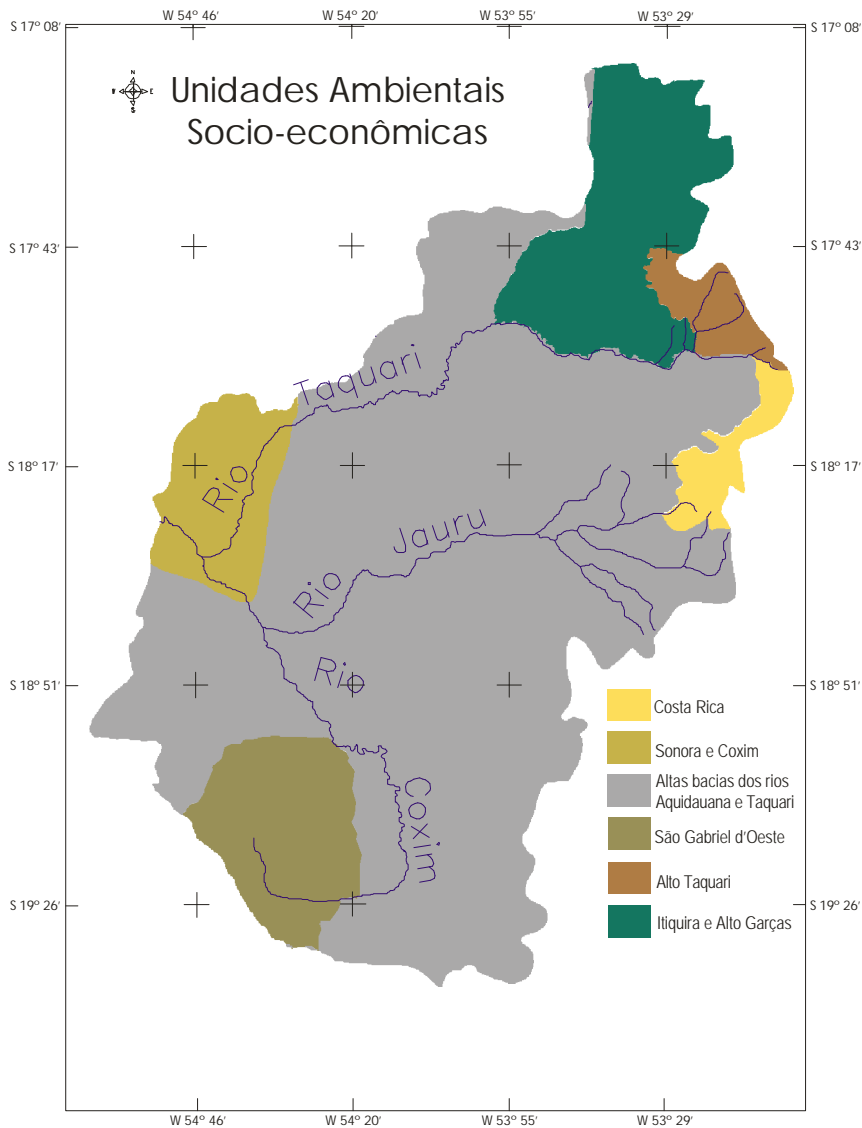 W 54° 46'
W 54° 20'
W 53° 55'
W 53° 29'
S 17° 08'
S 17° 08'
N
W
E
S
Unidades Ambientais
Socio-econômicas
S 17° 43'
S 17° 43'
Rio Taquari
S 18° 17'
S 18° 17'
Rio Jauru
Rio Coxim
S 18° 51'
S 18° 51'
Costa Rica
Sonora e Coxim
Altas bacias dos rios
Aquidauana e Taquari
São Gabriel d'Oeste
Alto Taquari
Itiquira e Alto Garças
S 19° 26'
S 19° 26'
W 54° 46'
W 54° 20'
W 53° 55'
W 53° 29'